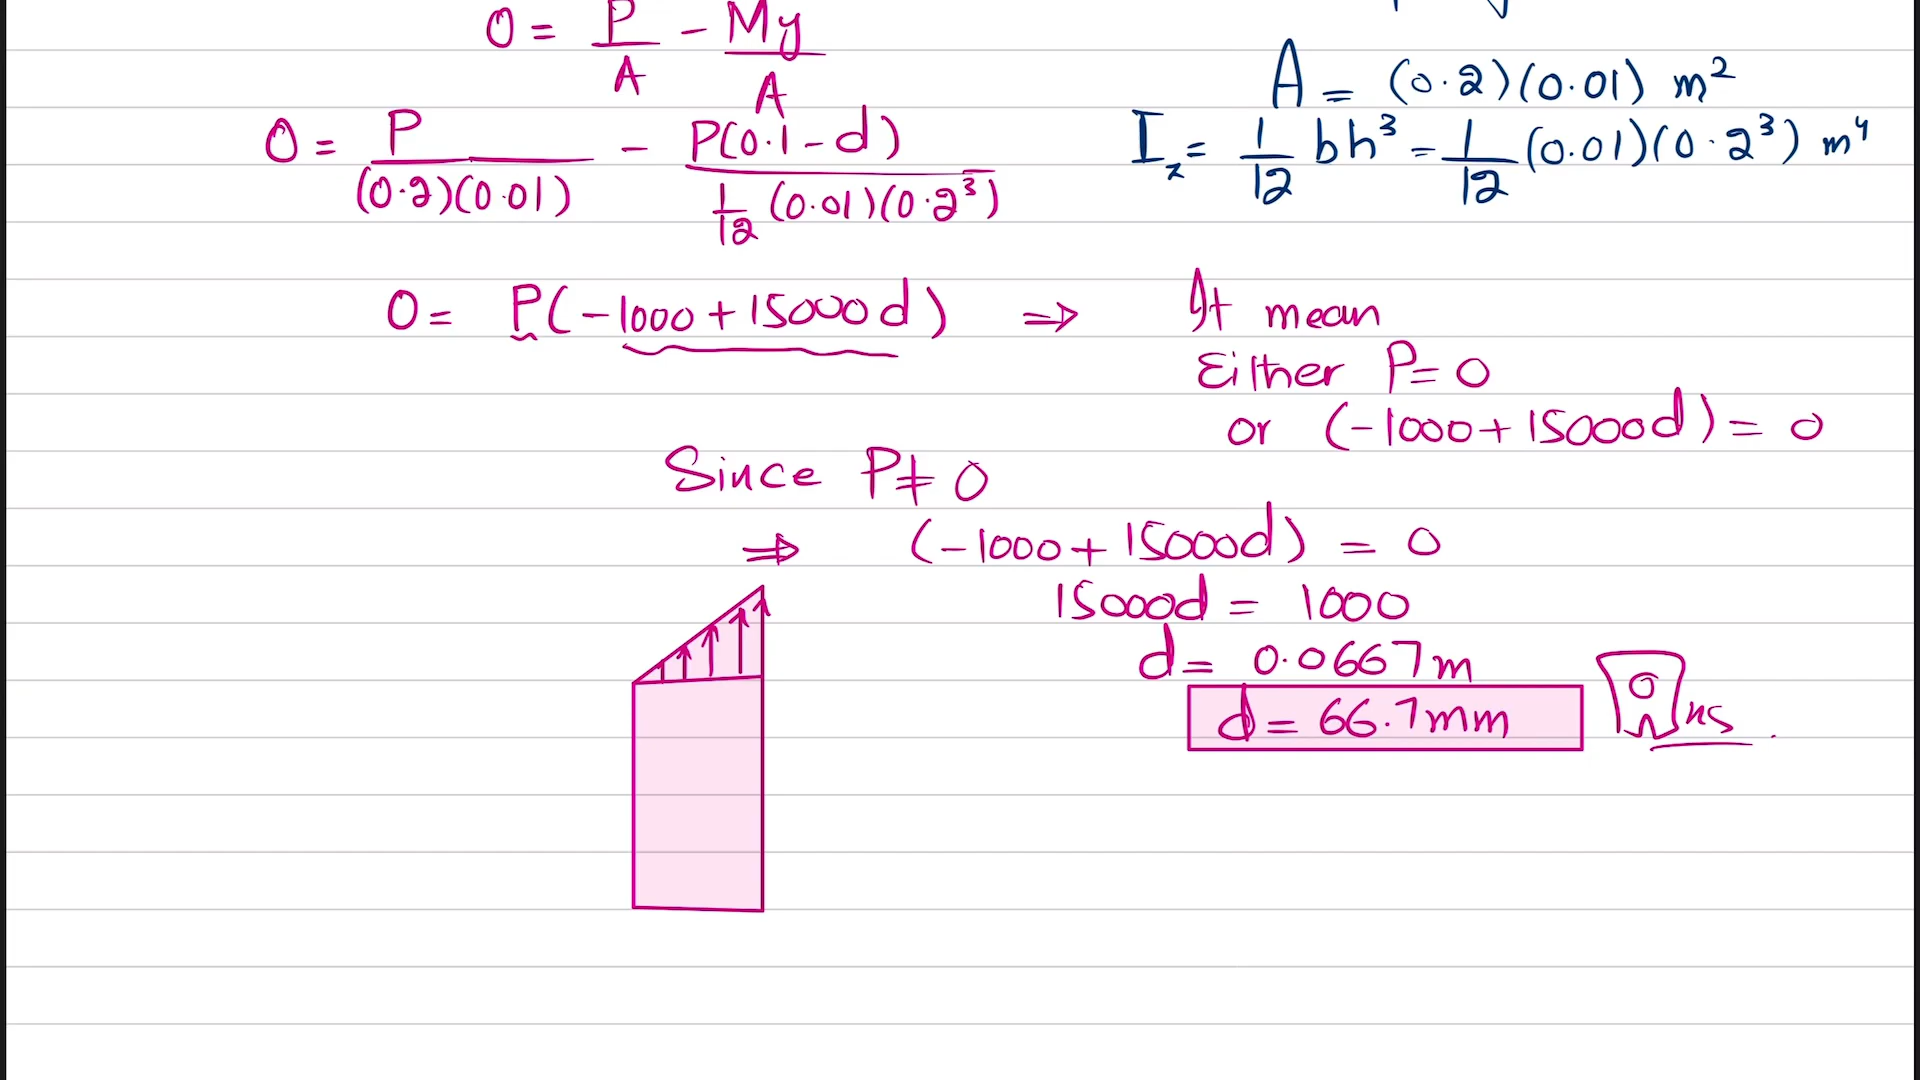 0 = P/A - My/A
A = (0.2)(0.01) m²
0 = P/(0.2)(0.01) - P(0.1-d)/(1/12 (0.01)(0.2³))
I_z = 1/12 bh³ = 1/12 (0.01)(0.2³) m⁴
0 = P(-1000+15000d) ⇒ It mean
Either P=0
or (-1000+15000d) = 0
Since P≠0
⇒ (-1000+15000d) = 0
15000d = 1000
d = 0.0667m
d = 66.7mm Ans.